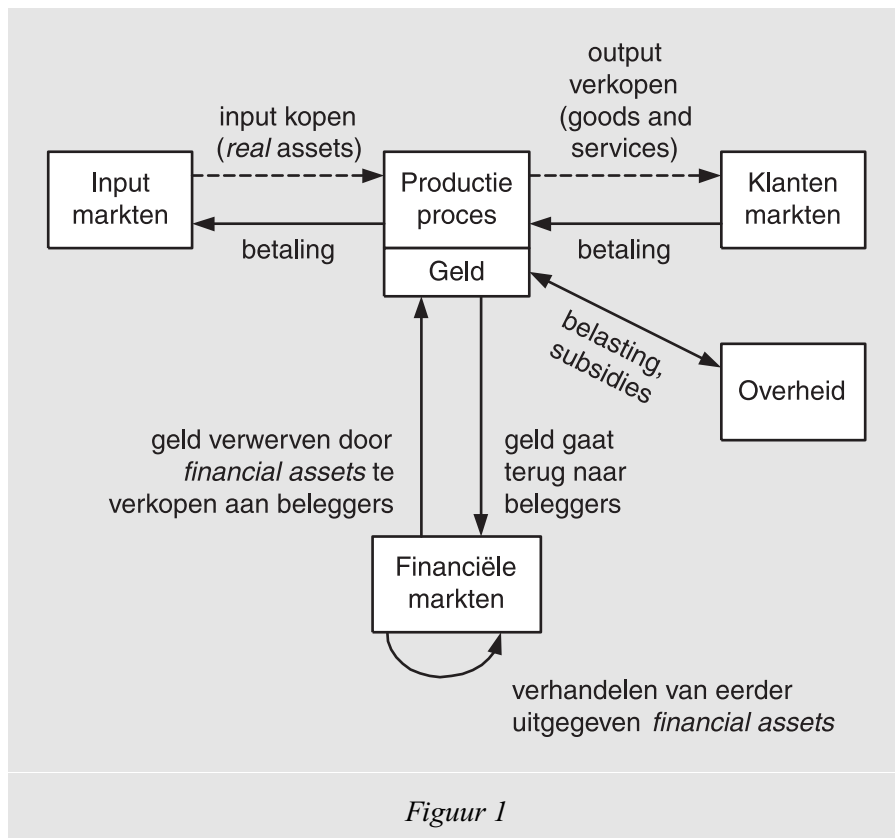 output
verkopen
(goods and
services)
input kopen
(real assets)
Input
markten
Productie
proces
Klanten
markten
betaling
betaling
Geld
belasting,
subsidies
Overheid
geld verwerven door
financial assets te
verkopen aan beleggers
geld gaat
terug naar
beleggers
Financiële
markten
verhandelen van eerder
uitgegeven financial assets
Figuur 1